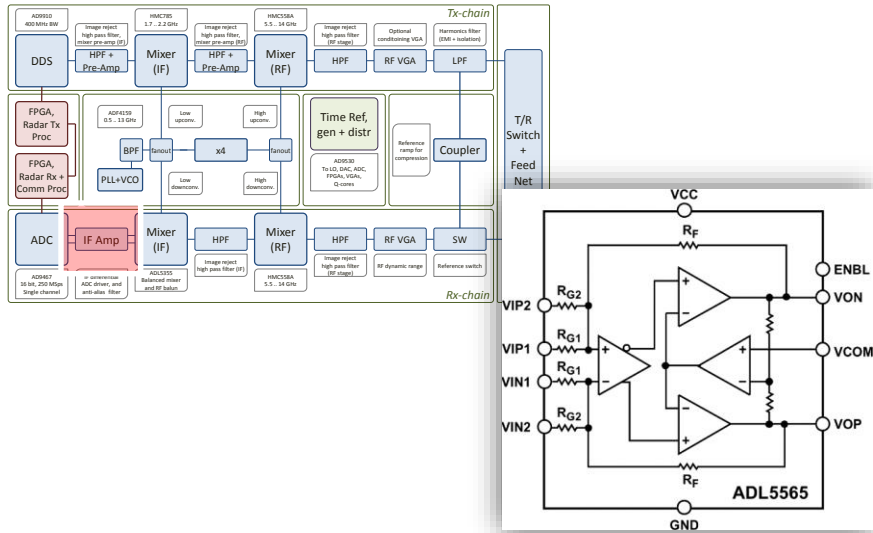 Tx-chain
AD9910
400 MHz BW
Image reject high
pass filter,
mixer pre-amp (IF)
HMC785
1.7 .. 2.2 GHz
Image reject high
pass filter,
mixer pre-amp (RF)
HMC558A
5.5 .. 14 GHz
Image reject
high pass filter
(RF stage)
Optional
conditoining VGA
Harmonics filter
(EMI + Isolation)
DDS
HPF +
Pre-Amp
Mixer
(IF)
HPF +
Pre-Amp
Mixer
(RF)
HPF
RF VGA
LPF
T/R
Switch
+
Feed
Net
FPGA,
Radar Tx
Proc
FPGA,
Radar Rx +
Comm Proc
ADF4159
0.5 .. 13 GHz
Low
upconv.
High
upconv.
BPF
fanout
x4
fanout
PLL+VCO
Low
downconv.
High
downconv.
Time Ref,
gen + distr
AD9530
To LO, DAC, ADC,
FPGAs, VGAs,
Q-cores
Reference
ramp for
compression
Coupler
ADC
IF Amp
Mixer
(IF)
HPF
Mixer
(RF)
HPF
RF VGA
SW
AD9467
16 bit, 250 MSps
Single channel
differential
ADC driver, and
anti-alias filter
ADL5355
Balanced mixer
and RF balun
Image reject
high pass filter (IF)
HMC558A
5.5 .. 14 GHz
Image reject
high pass filter
(RF stage)
RF dynamic range
Reference switch
Rx-chain
VCC
RF
ENBL
RG2
VIP2
VON
RG1
VIP1
VCOM
RG1
VIN1
RG2
VIN2
VOP
RF
ADL5565
GND